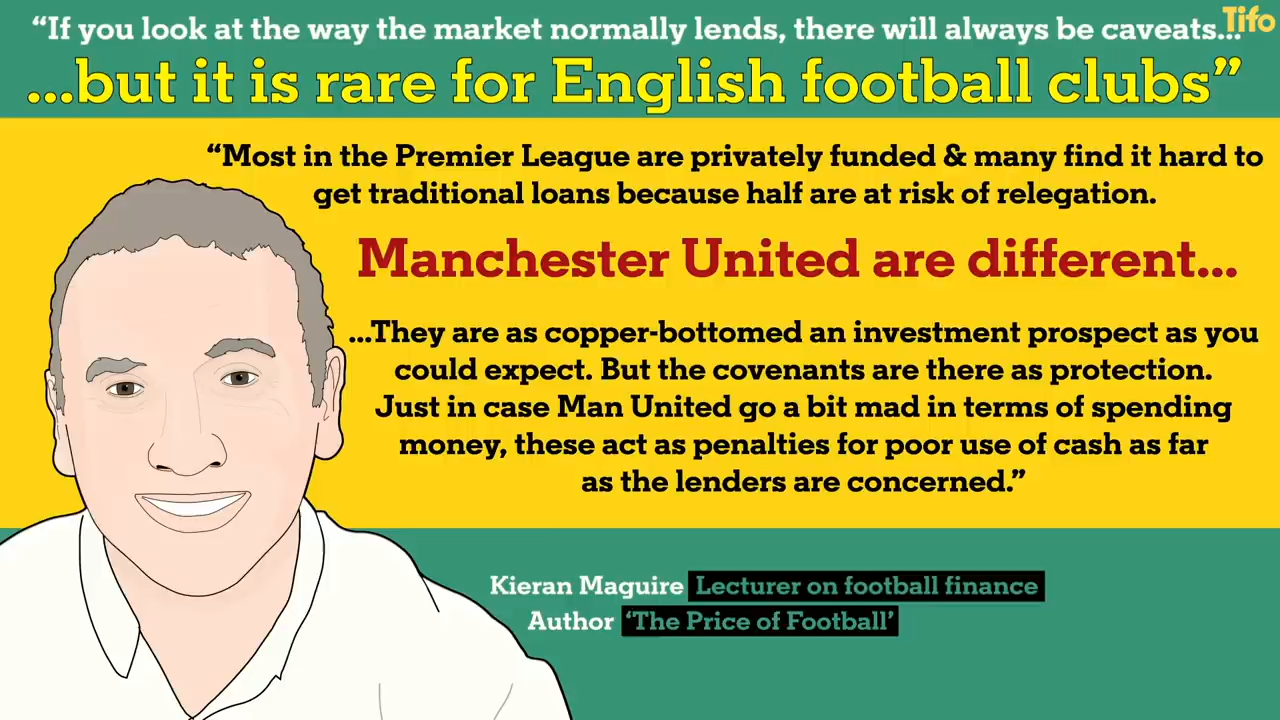 “If you look at the way the market normally lends, there will always be caveats...
Tifo
...but it is rare for English football clubs”
“Most in the Premier League are privately funded & many find it hard to
get traditional loans because half are at risk of relegation.
Manchester United are different...
...They are as copper-bottomed an investment prospect as you
could expect. But the covenants are there as protection.
Just in case Man United go a bit mad in terms of spending
money, these act as penalties for poor use of cash as far
as the lenders are concerned.”
Kieran Maguire Lecturer on football finance
Author ‘The Price of Football’